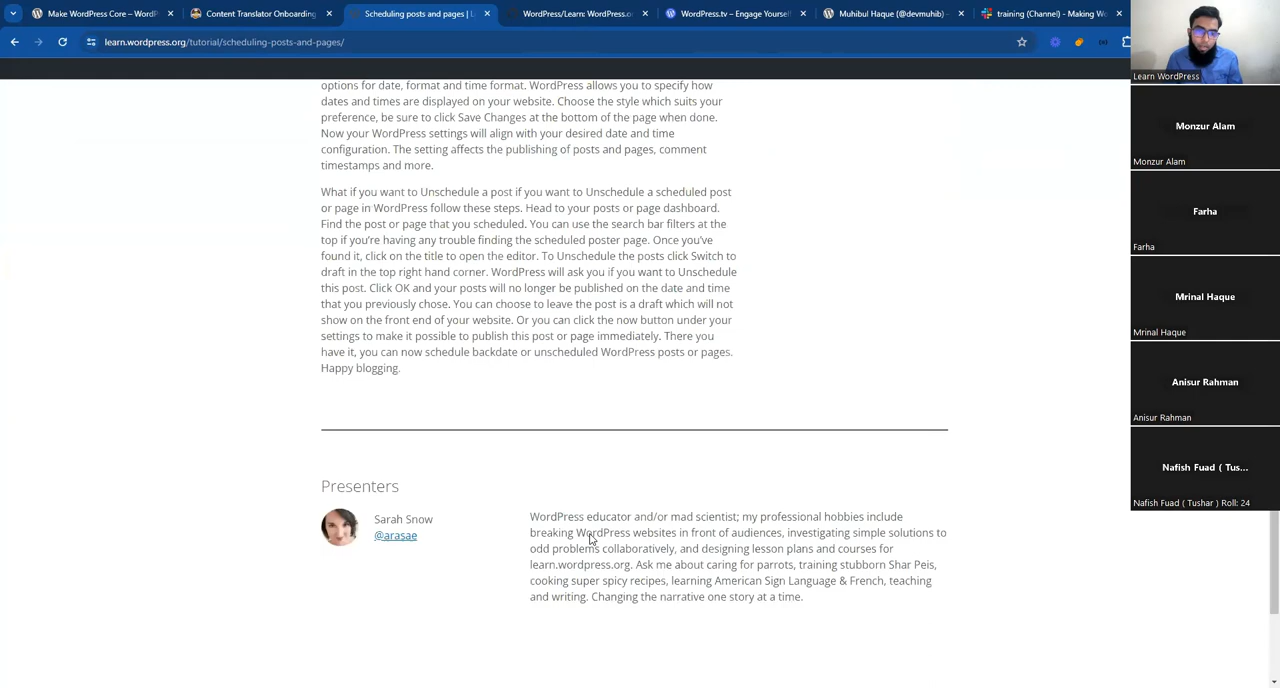 Make WordPress Core – WordP
Content Translator Onboarding
Scheduling posts and pages | L
WordPress/Learn: WordPress.o
WordPress.tv – Engage Yourself
Muhibul Haque (@devmuhib) –
training (Channel) - Making W
learn.wordpress.org/tutorial/scheduling-posts-and-pages/
options for date, format and time format. WordPress allows you to specify how
dates and times are displayed on your website. Choose the style which suits your
preference, be sure to click Save Changes at the bottom of the page when done.
Now your WordPress settings will align with your desired date and time
configuration. The setting affects the publishing of posts and pages, comment
timestamps and more.
What if you want to Unschedule a post if you want to Unschedule a scheduled post
or page in WordPress follow these steps. Head to your posts or page dashboard.
Find the post or page that you scheduled. You can use the search bar filters at the
top if you're having any trouble finding the scheduled poster page. Once you've
found it, click on the title to open the editor. To Unschedule the posts click Switch to
draft in the top right hand corner. WordPress will ask you if you want to Unschedule
this post. Click OK and your posts will no longer be published on the date and time
that you previously chose. You can choose to leave the post is a draft which will not
show on the front end of your website. Or you can click the now button under your
settings to make it possible to publish this post or page immediately. There you
have it, you can now schedule backdate or unscheduled WordPress posts or pages.
Happy blogging.
Presenters
Sarah Snow
@arasae
WordPress educator and/or mad scientist; my professional hobbies include
breaking WordPress websites in front of audiences, investigating simple solutions to
odd problems collaboratively, and designing lesson plans and courses for
learn.wordpress.org. Ask me about caring for parrots, training stubborn Shar Peis,
cooking super spicy recipes, learning American Sign Language & French, teaching
and writing. Changing the narrative one story at a time.
Learn WordPress
Monzur Alam
Monzur Alam
Farha
Farha
Mrinal Haque
Mrinal Haque
Anisur Rahman
Anisur Rahman
Nafish Fuad ( Tus...
Nafish Fuad ( Tushar ) Roll: 24